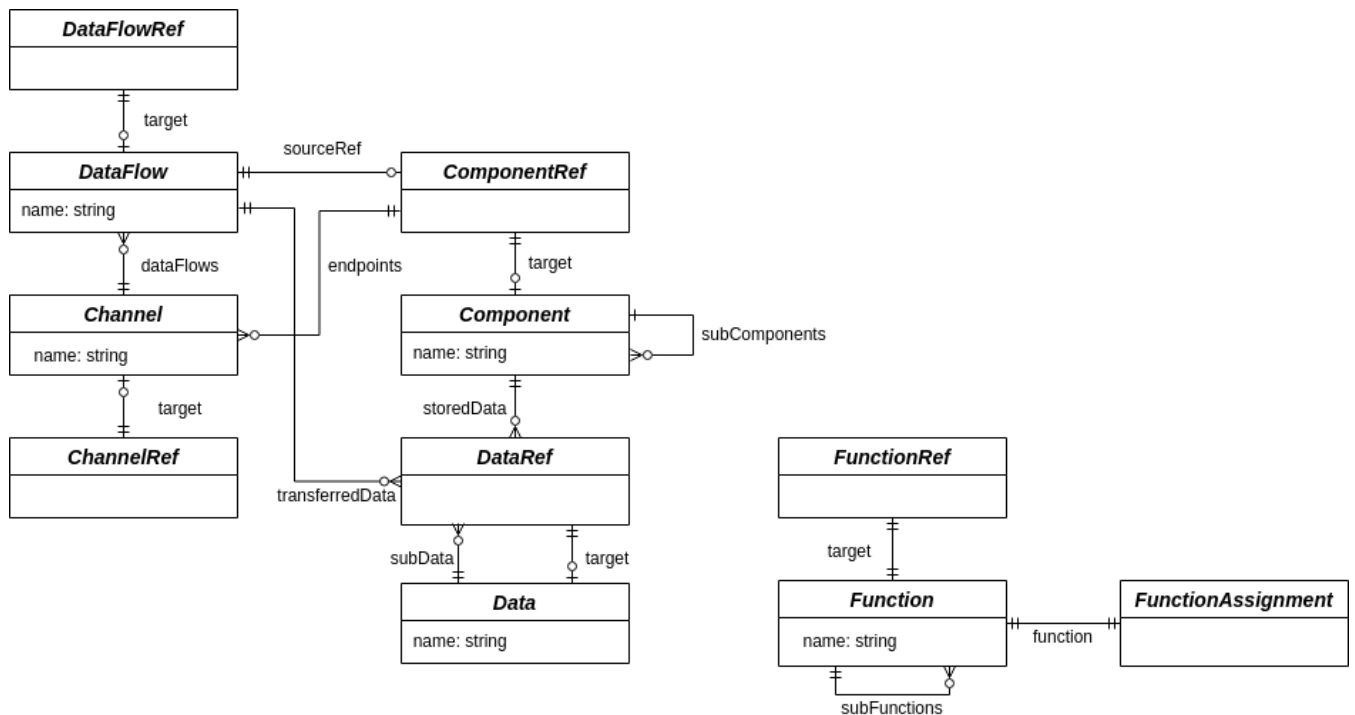 DataFlowRef
target
sourceRef
DataFlow
name: string
ComponentRef
dataFlows
endpoints
target
Channel
name: string
Component
name: string
subComponents
target
storedData
ChannelRef
DataRef
FunctionRef
transferredData
subData
target
target
Data
name: string
Function
name: string
function
FunctionAssignment
subFunctions